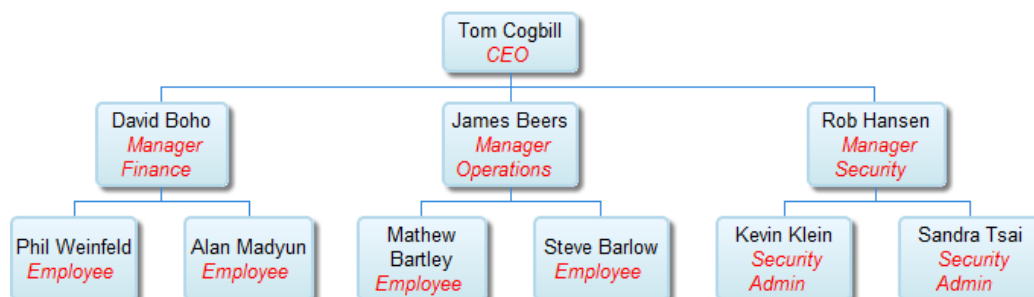 Tom Cogbill
CEO
David Boho
Manager
Finance
James Beers
Manager
Operations
Rob Hansen
Manager
Security
Phil Weinfeld
Employee
Alan Madyun
Employee
Mathew
Bartley
Employee
Steve Barlow
Employee
Kevin Klein
Security
Admin
Sandra Tsai
Security
Admin